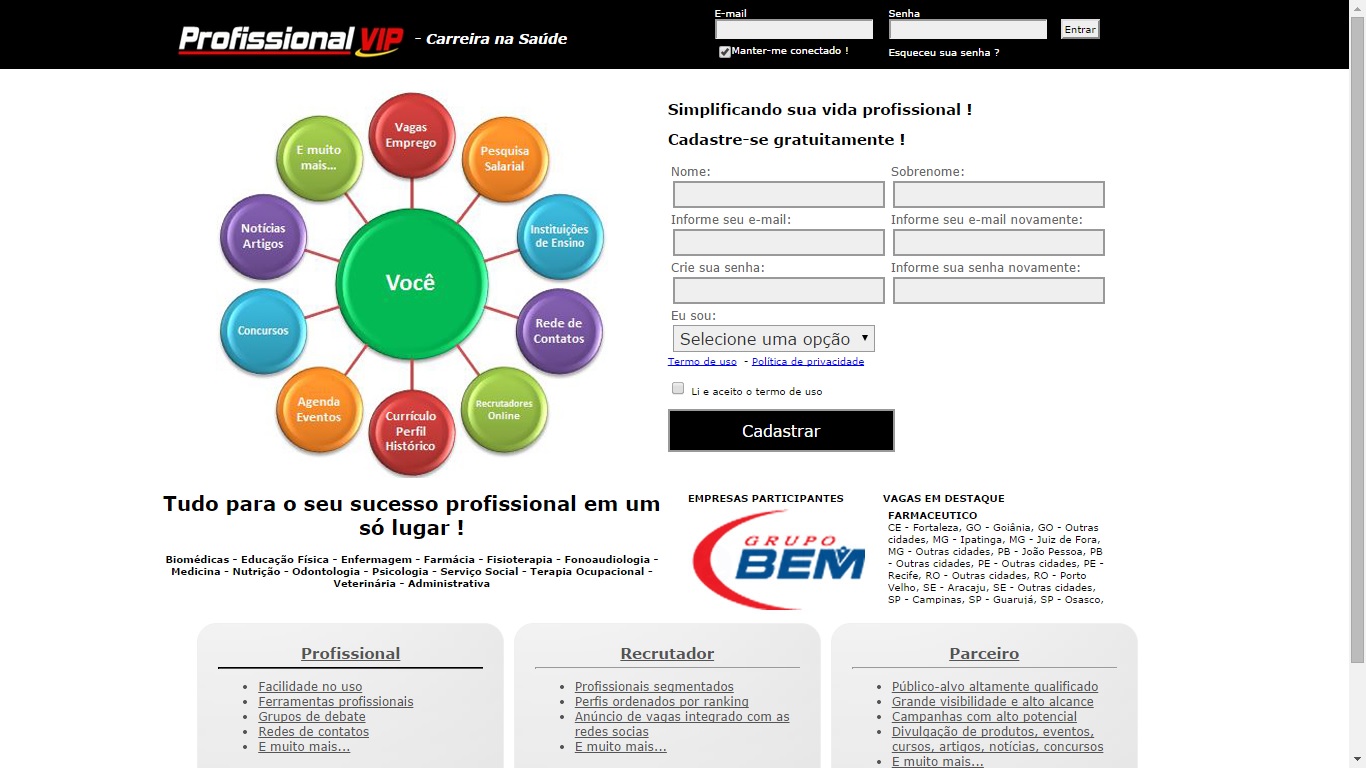 Profissional VIP - Carreira na Saúde
E-mail
Senha
Entrar
Manter-me conectado !
Esqueceu sua senha ?
Vagas
Emprego
Pesquisa
Salarial
Instituições
de Ensino
Rede de
Contatos
Recrutadores
Online
Currículo
Perfil
Histórico
Agenda
Eventos
Concursos
Notícias
Artigos
E muito
mais...
Você
Simplificando sua vida profissional !
Cadastre-se gratuitamente !
Nome:
Sobrenome:
Informe seu e-mail:
Informe seu e-mail novamente:
Crie sua senha:
Informe sua senha novamente:
Eu sou:
Selecione uma opção
Termo de uso - Política de privacidade
Li e aceito o termo de uso
Cadastrar
Tudo para o seu sucesso profissional em um
só lugar !
Biomédicas - Educação Física - Enfermagem - Farmácia - Fisioterapia - Fonoaudiologia -
Medicina - Nutrição - Odontologia - Psicologia - Serviço Social - Terapia Ocupacional -
Veterinária - Administrativa
EMPRESAS PARTICIPANTES
GRUPO
BEM
VAGAS EM DESTAQUE
FARMACEUTICO
CE - Fortaleza, GO - Goiânia, GO - Outras
cidades, MG - Ipatinga, MG - Juiz de Fora,
MG - Outras cidades, PB - João Pessoa, PB
- Outras cidades, PE - Outras cidades, PE -
Recife, RO - Outras cidades, RO - Porto
Velho, SE - Aracaju, SE - Outras cidades,
SP - Campinas, SP - Guarujá, SP - Osasco,
Profissional
Facilidade no uso
Ferramentas profissionais
Grupos de debate
Redes de contatos
E muito mais...
Recrutador
Profissionais segmentados
Perfis ordenados por ranking
Anúncio de vagas integrado com as
redes socias
E muito mais...
Parceiro
Público-alvo altamente qualificado
Grande visibilidade e alto alcance
Campanhas com alto potencial
Divulgação de produtos, eventos,
cursos, artigos, notícias, concursos
E muito mais...